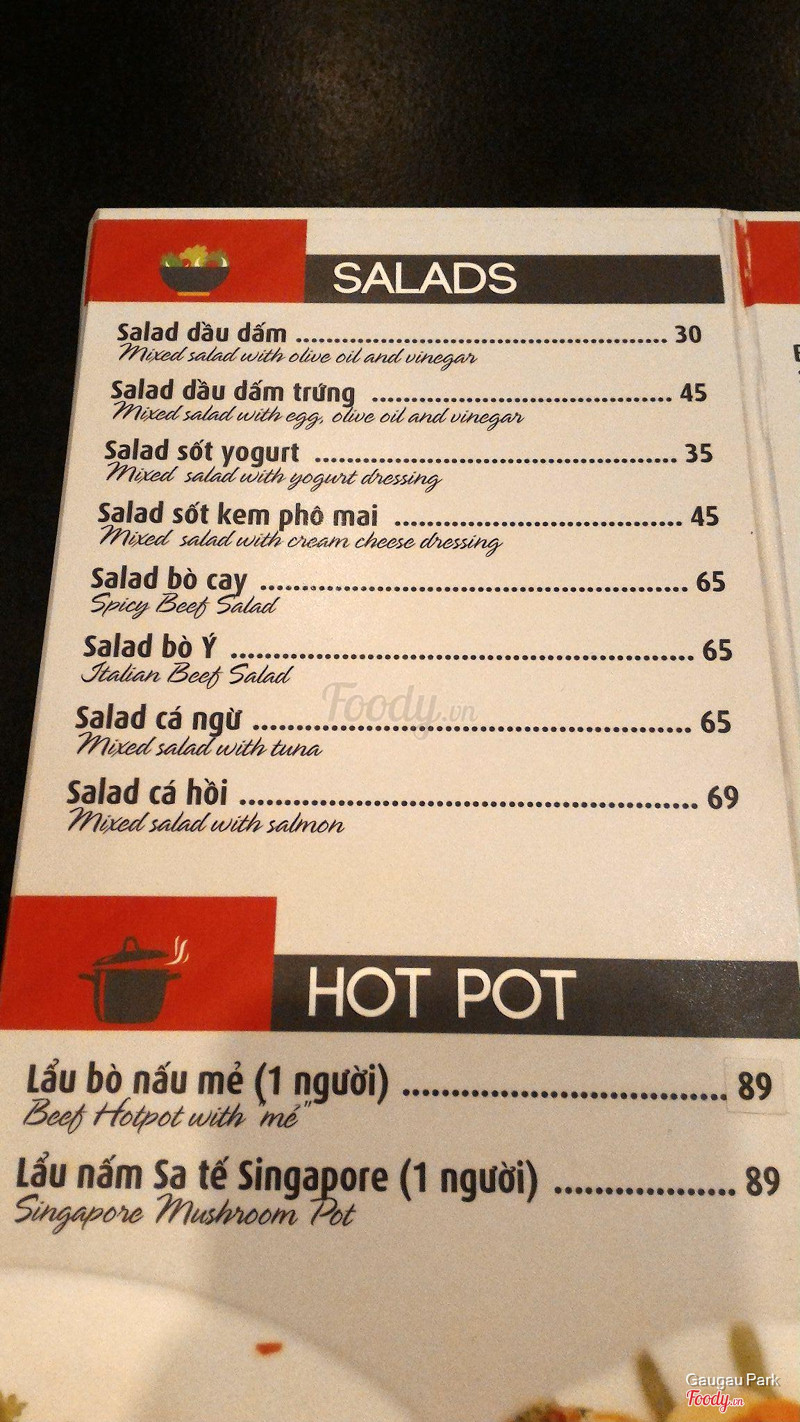 SALADS
Salad dầu dấm ........................................ 30
Mixed salad with olive oil and vinegar
Salad dầu dấm trứng ................................. 45
Mixed salad with egg, olive oil and vinegar
Salad sốt yogurt ....................................... 35
Mixed salad with yogurt dressing
Salad sốt kem phô mai ............................... 45
Mixed salad with cream cheese dressing
Salad bò cay .............................................. 65
Spicy Beef Salad
Salad bò Ý ................................................. 65
Italian Beef Salad
Foody.vn
Salad cá ngừ .............................................. 65
Mixed salad with tuna
Salad cá hồi ................................................ 69
Mixed salad with salmon
HOT POT
Lẩu bò nấu mẻ (1 người) ................................. 89
Beef Hotpot with "mẻ"
Lẩu nấm Sa tế Singapore (1 người) .................. 89
Singapore Mushroom Pot
Gaugau Park
Foody.vn